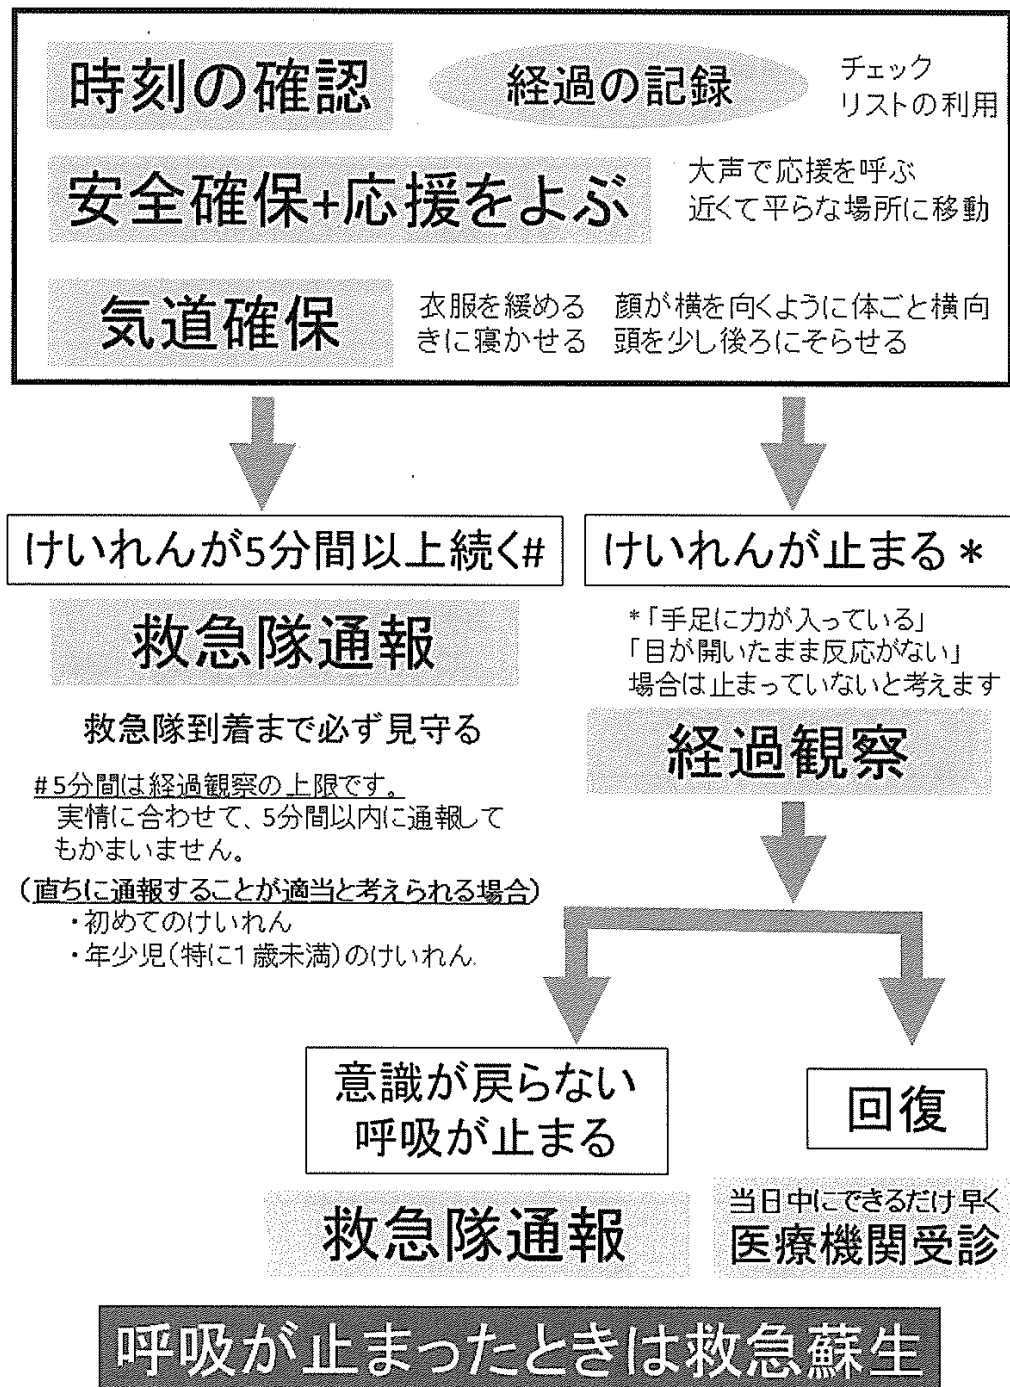 時刻の確認
経過の記録
チェック
リストの利用
安全確保+応援をよぶ
大声で応援を呼ぶ
近くて平らな場所に移動
気道確保
衣服を緩める　顔が横を向くように体ごと横向
きに寝かせる　頭を少し後ろにそらせる
けいれんが5分間以上続く#
救急隊通報
救急隊到着まで必ず見守る
#5分間は経過観察の上限です。
実情に合わせて、5分間以内に通報して
もかまいません。
(直ちに通報することが適当と考えられる場合)
・初めてのけいれん
・年少児(特に1歳未満)のけいれん
けいれんが止まる*
*「手足に力が入っている」
「目が開いたまま反応がない」
場合は止まっていないと考えます
経過観察
意識が戻らない
呼吸が止まる
救急隊通報
回復
当日中にできるだけ早く
医療機関受診
呼吸が止まったときは救急蘇生